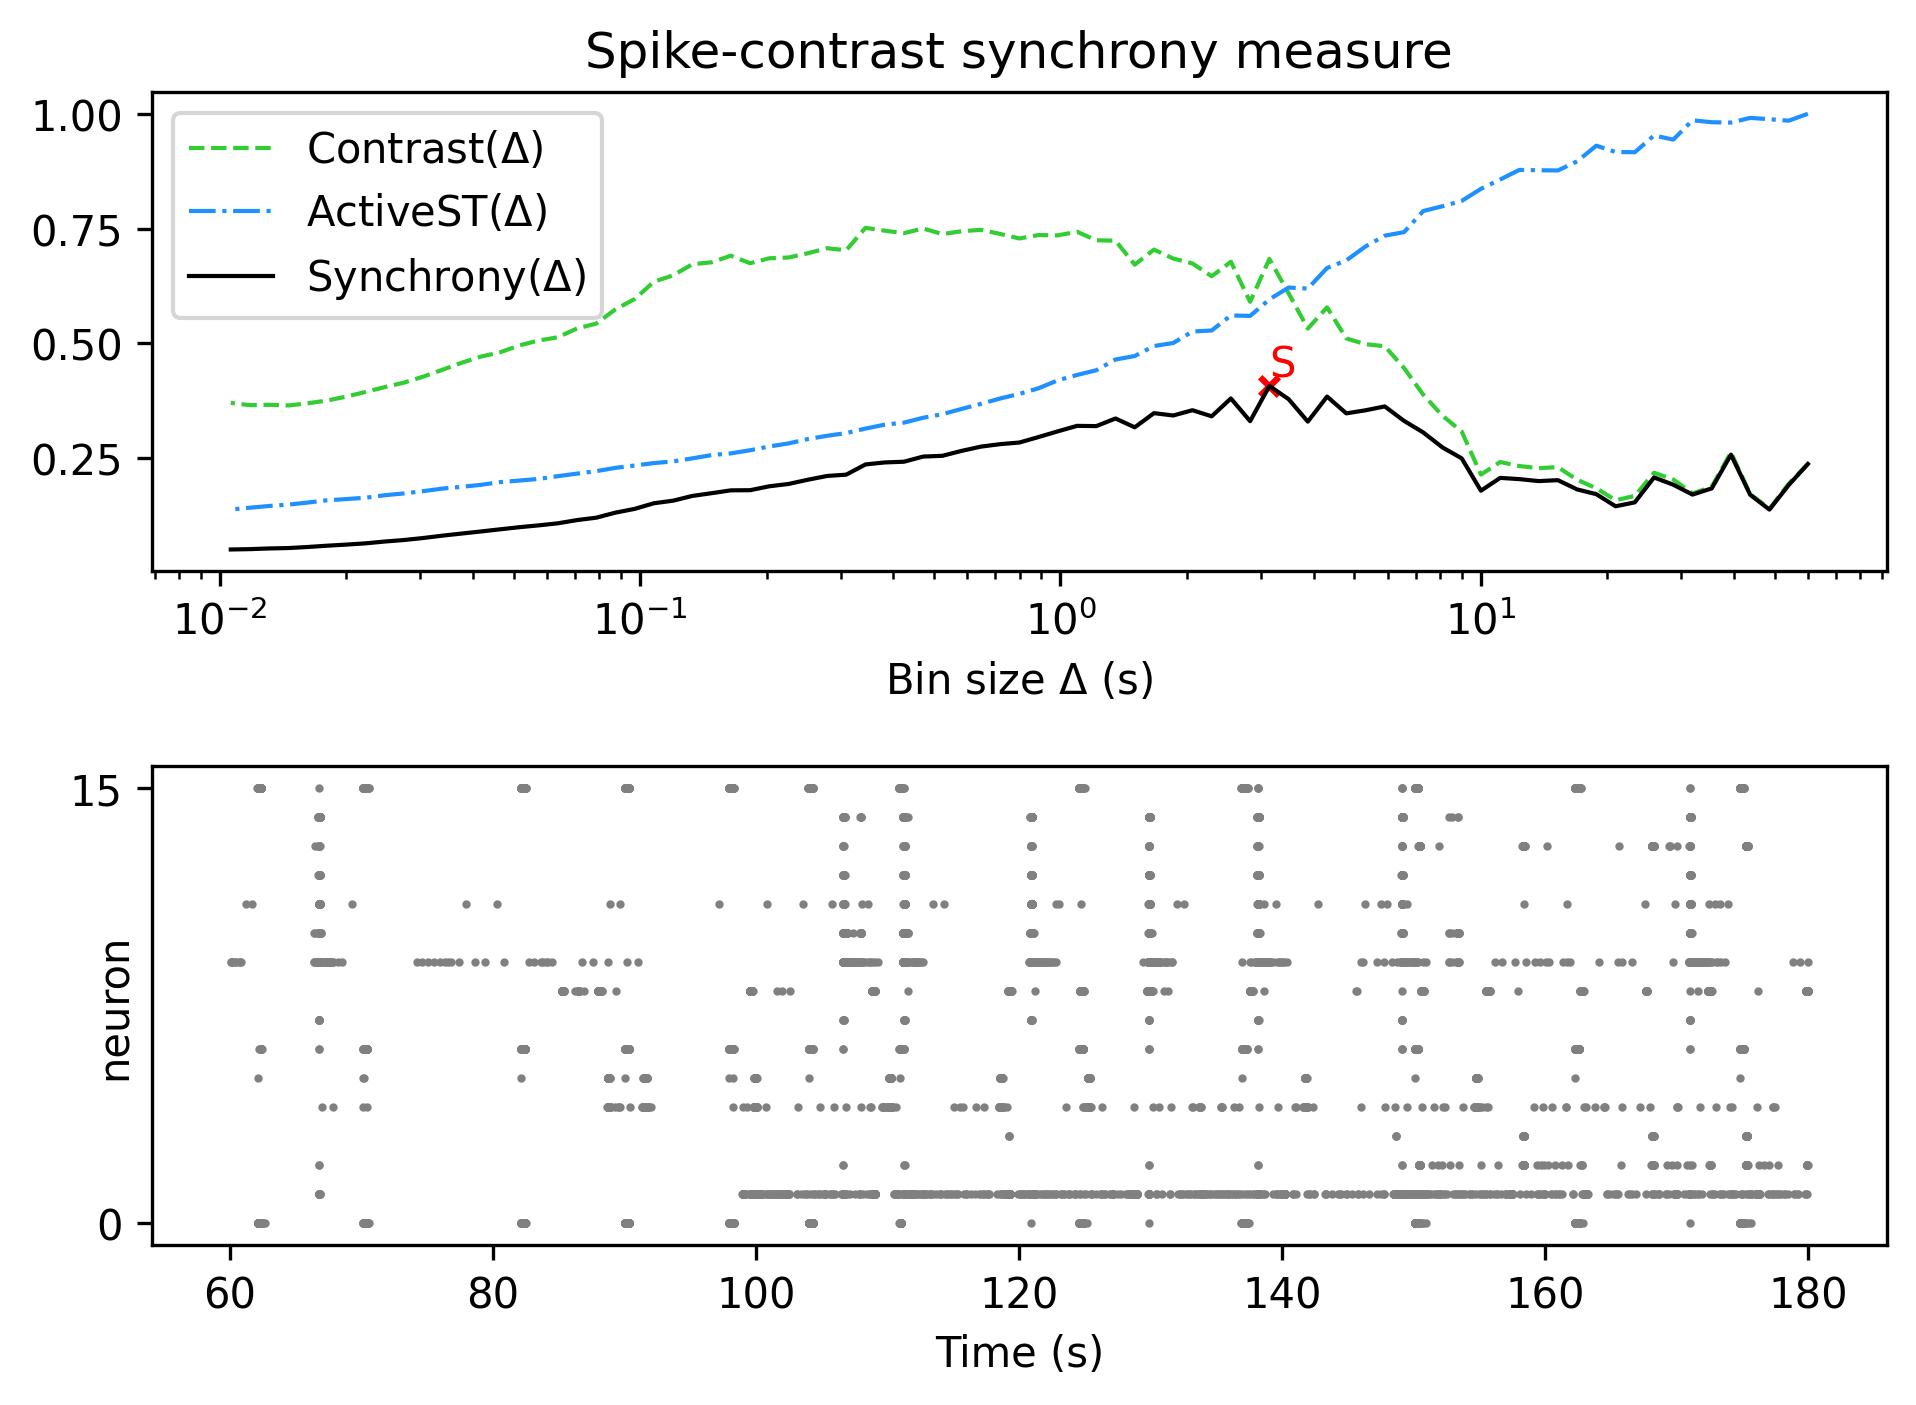 Spike-contrast synchrony measure
1.00
0.75
0.50
0.25
Contrast(Δ)
ActiveST(Δ)
Synchrony(Δ)
S
10⁻² 10⁻¹ 10⁰ 10¹
Bin size Δ (s)
15
0
neuron
60 80 100 120 140 160 180
Time (s)